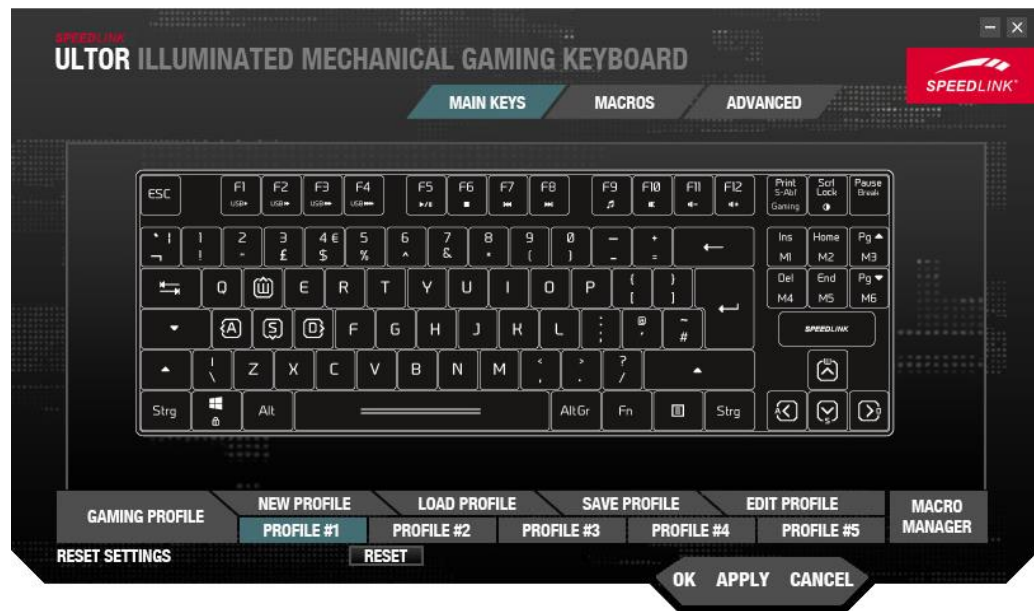 SPEEDLINK
ULTOR ILLUMINATED MECHANICAL GAMING KEYBOARD
SPEEDLINK
MAIN KEYS MACROS ADVANCED
ESC F1 F2 F3 F4 F5 F6 F7 F8 F9 F10 F11 F12 Print Scrl Pause
S-Abf Lock Break
USB+ USB++ USB+++ USB++++ Gaming
1 2 3 4 € 5 6 7 8 9 0 — + Ins Home Pg
¬ ! " £ $ % ^ & * ( ) - = M1 M2 M3
Q W E R T Y U I O P { } Del End Pg
[ ] M4 M5 M6
A S D F G H J K L : @ ~ SPEEDLINK
; ' #
| Z X C V B N M < > ? W
\ , . /
Strg Alt AltGr Fn Strg A S D
GAMING PROFILE NEW PROFILE LOAD PROFILE SAVE PROFILE EDIT PROFILE MACRO MANAGER
PROFILE #1 PROFILE #2 PROFILE #3 PROFILE #4 PROFILE #5
RESET SETTINGS RESET
OK APPLY CANCEL